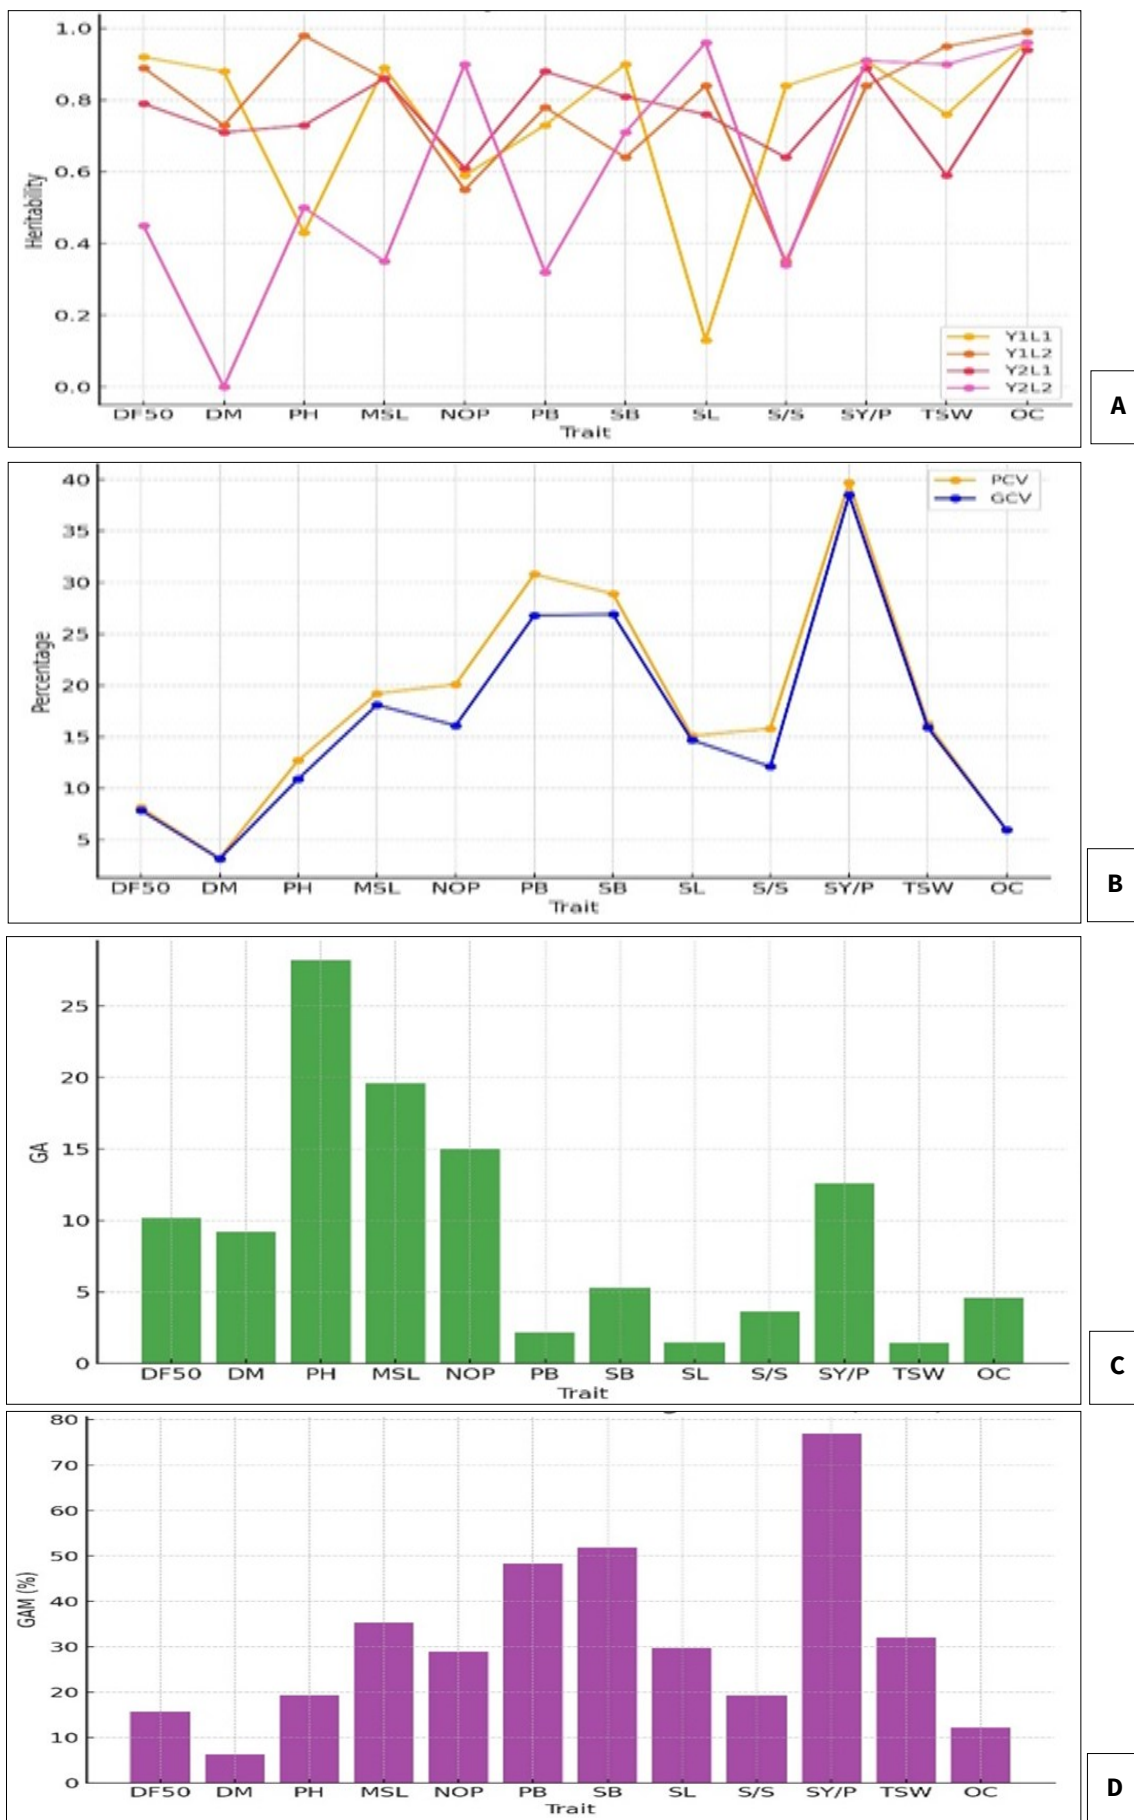 1.0
0.8
0.6
0.4
0.2
0.0
Heritability
Y1L1
Y1L2
Y2L1
Y2L2
DF50 DM PH MSL NOP PB SB SL S/S SY/P TSW OC
Trait
A
40
35
30
25
20
15
10
5
Percentage
PCV
GCV
DF50 DM PH MSL NOP PB SB SL S/S SY/P TSW OC
Trait
B
25
20
15
10
5
0
GA
DF50 DM PH MSL NOP PB SB SL S/S SY/P TSW OC
Trait
C
80
70
60
50
40
30
20
10
0
GAM (%)
DF50 DM PH MSL NOP PB SB SL S/S SY/P TSW OC
Trait
D